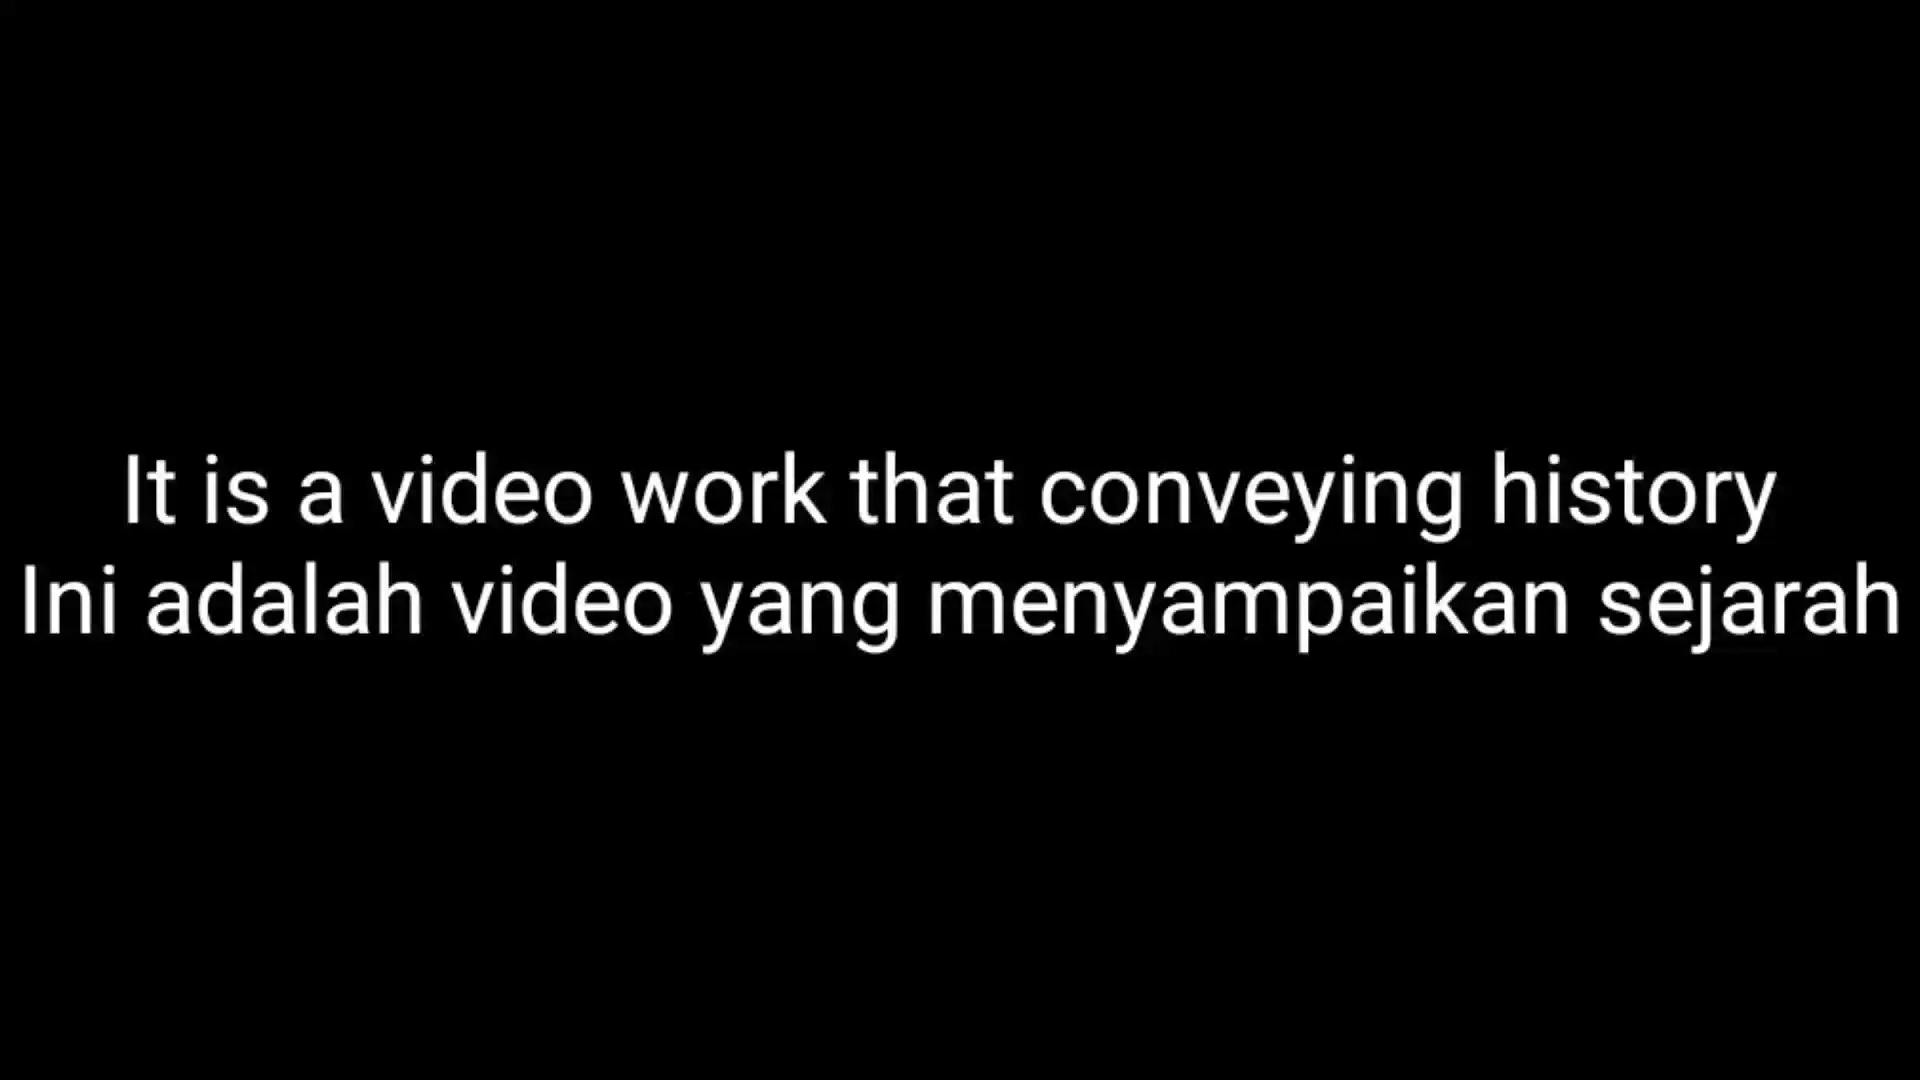 It is a video work that conveying history
Ini adalah video yang menyampaikan sejarah